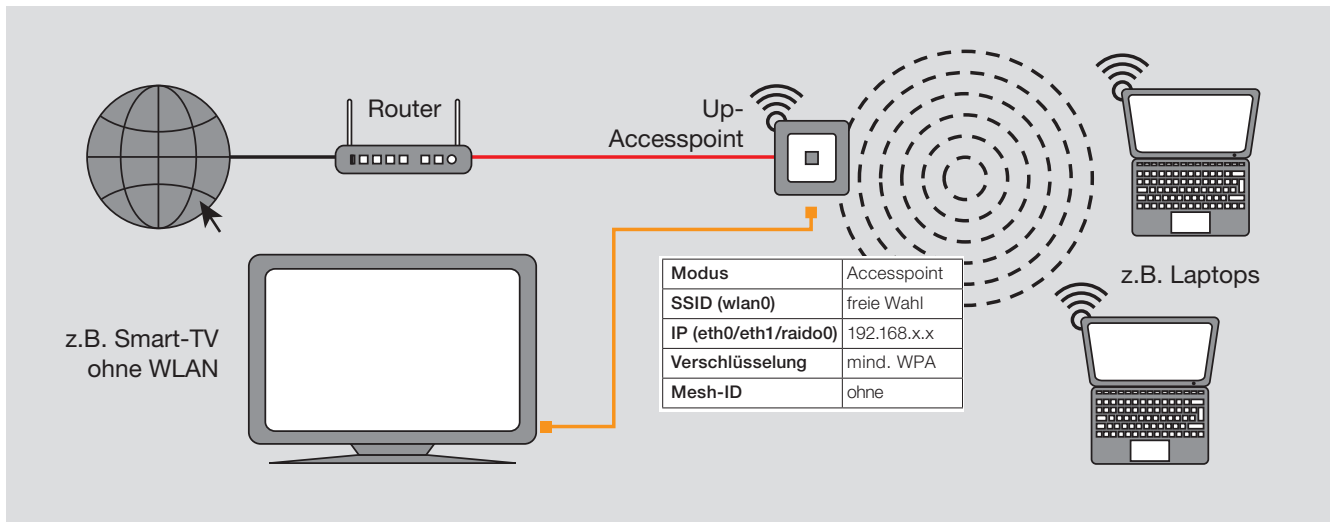 Router
Up-
Accesspoint
z.B. Laptops
z.B. Smart-TV
ohne WLAN
Modus Accesspoint
SSID (wlan0) freie Wahl
IP (eth0/eth1/raido0) 192.168.x.x
Verschlüsselung mind. WPA
Mesh-ID ohne